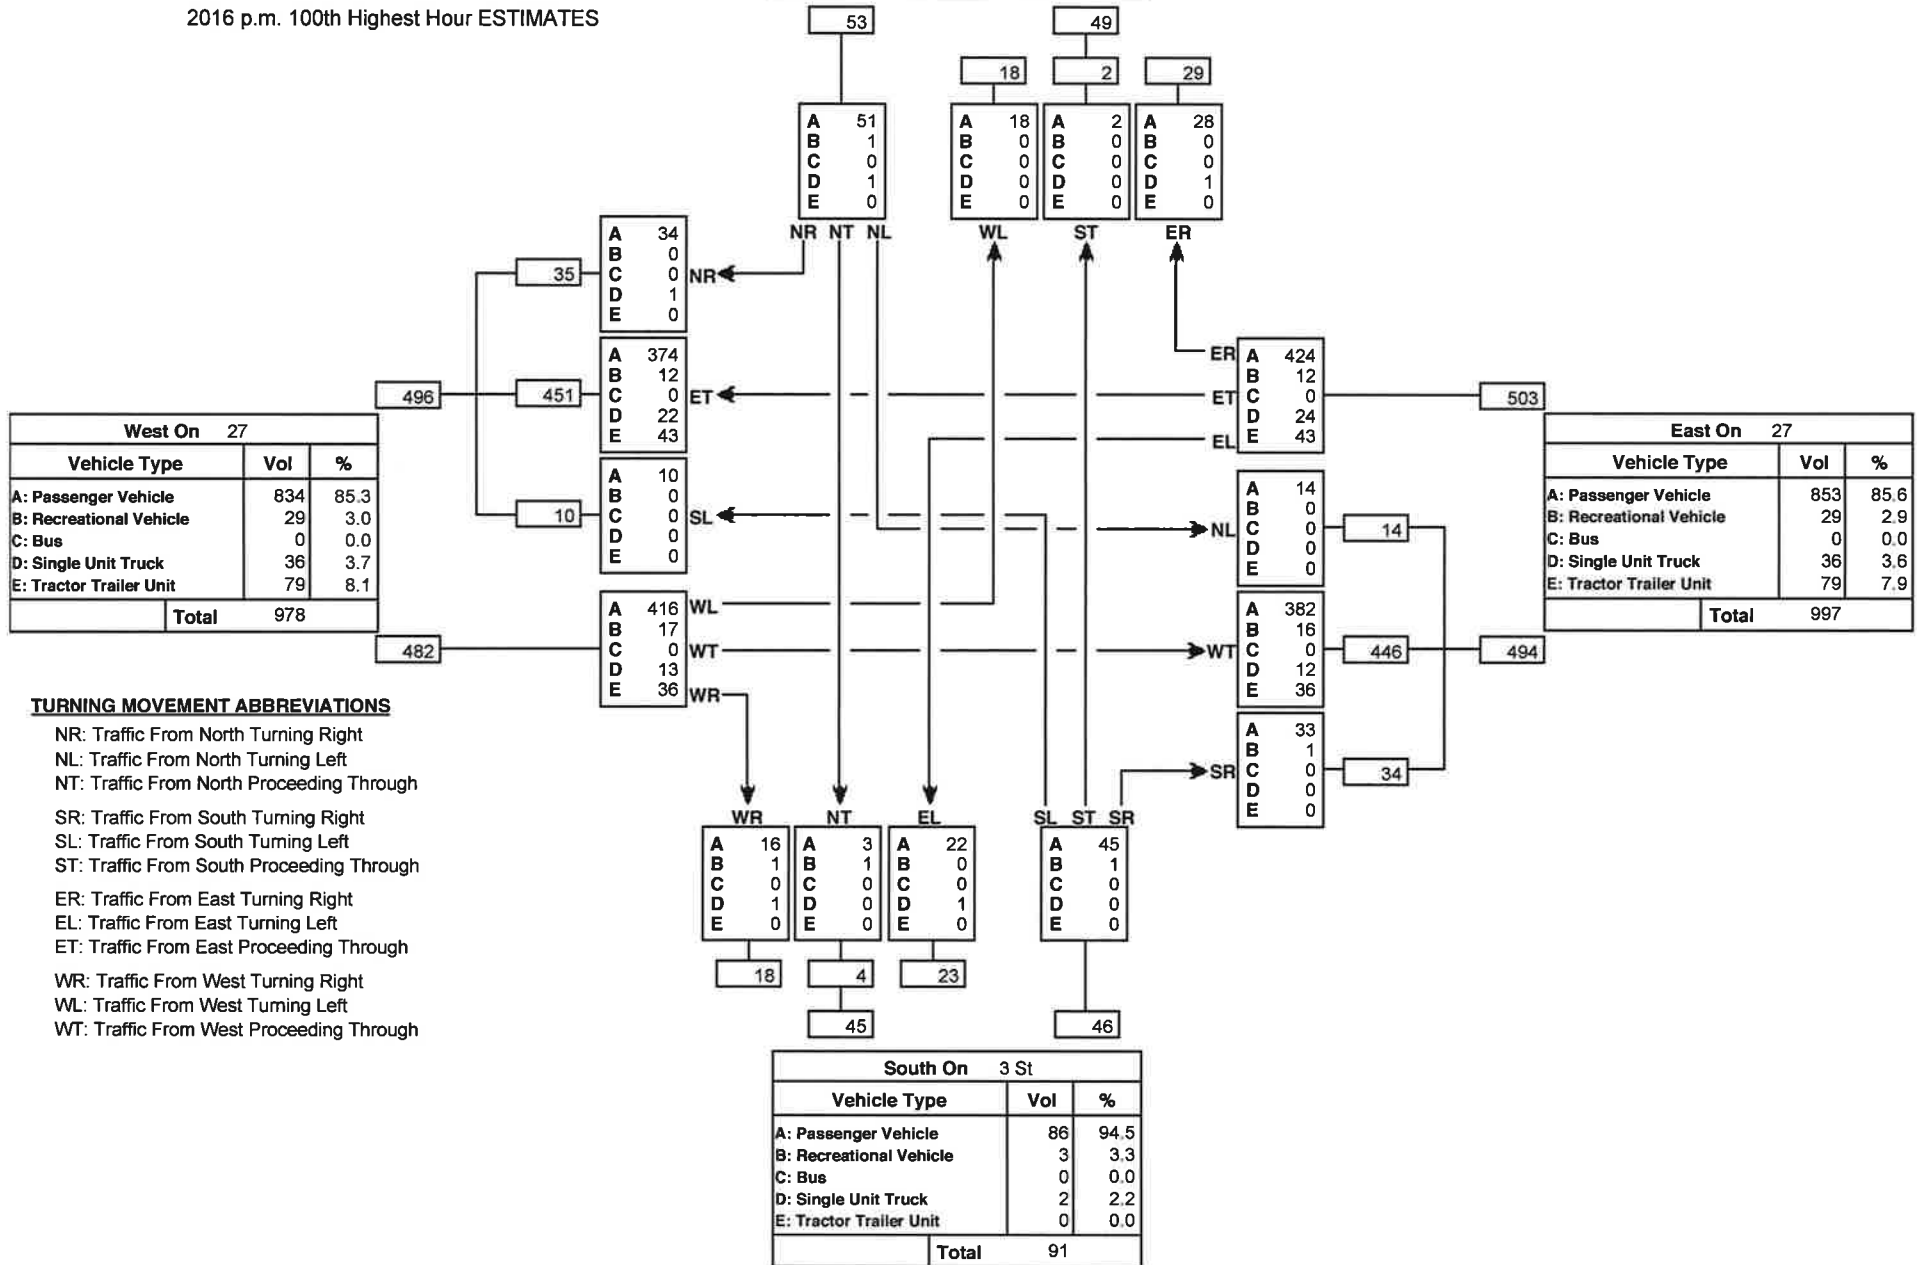 2016 p.m. 100th Highest Hour ESTIMATES
53
49
18 2 29
A 51
B 1
C 0
D 1
E 0
A 18
B 0
C 0
D 0
E 0
A 2
B 0
C 0
D 0
E 0
A 28
B 0
C 0
D 1
E 0
NR NT NL WL ST ER
35
A 34
B 0
C 0
D 1
E 0
NR
496
451
A 374
B 12
C 0
D 22
E 43
ET
10
A 10
B 0
C 0
D 0
E 0
SL
482
A 416
B 17
C 0
D 13
E 36
WL
WT
WR
West On 27
Vehicle Type Vol %
A: Passenger Vehicle 834 85.3
B: Recreational Vehicle 29 3.0
C: Bus 0 0.0
D: Single Unit Truck 36 3.7
E: Tractor Trailer Unit 79 8.1
Total 978
ER
ET
EL
A 424
B 12
C 0
D 24
E 43
503
NL
A 14
B 0
C 0
D 0
E 0
14
WT
A 382
B 16
C 0
D 12
E 36
446
494
SR
A 33
B 1
C 0
D 0
E 0
34
East On 27
Vehicle Type Vol %
A: Passenger Vehicle 853 85.6
B: Recreational Vehicle 29 2.9
C: Bus 0 0.0
D: Single Unit Truck 36 3.6
E: Tractor Trailer Unit 79 7.9
Total 997
TURNING MOVEMENT ABBREVIATIONS
NR: Traffic From North Turning Right
NL: Traffic From North Turning Left
NT: Traffic From North Proceeding Through
SR: Traffic From South Turning Right
SL: Traffic From South Turning Left
ST: Traffic From South Proceeding Through
ER: Traffic From East Turning Right
EL: Traffic From East Turning Left
ET: Traffic From East Proceeding Through
WR: Traffic From West Turning Right
WL: Traffic From West Turning Left
WT: Traffic From West Proceeding Through
WR NT EL SL ST SR
A 16
B 1
C 0
D 1
E 0
A 3
B 1
C 0
D 0
E 0
A 22
B 0
C 0
D 1
E 0
A 45
B 1
C 0
D 0
E 0
18 4 23
45 46
South On 3 St
Vehicle Type Vol %
A: Passenger Vehicle 86 94.5
B: Recreational Vehicle 3 3.3
C: Bus 0 0.0
D: Single Unit Truck 2 2.2
E: Tractor Trailer Unit 0 0.0
Total 91